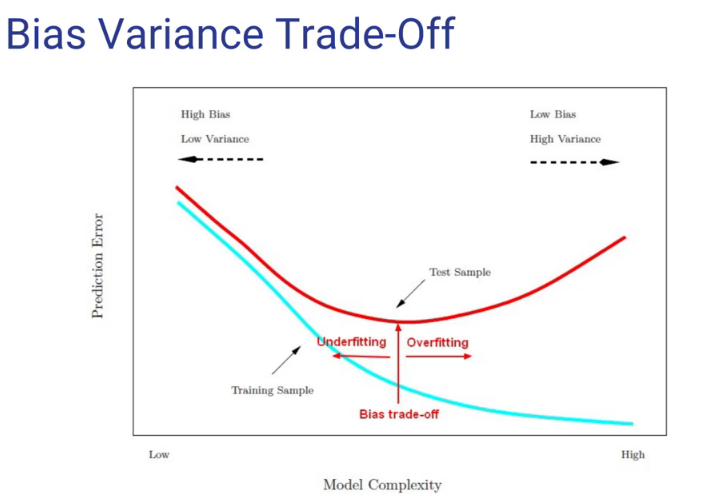 Bias Variance Trade-Off
High Bias
Low Variance
Low Bias
High Variance
Prediction Error
Test Sample
Underfitting
Overfitting
Training Sample
Bias trade-off
Low
High
Model Complexity